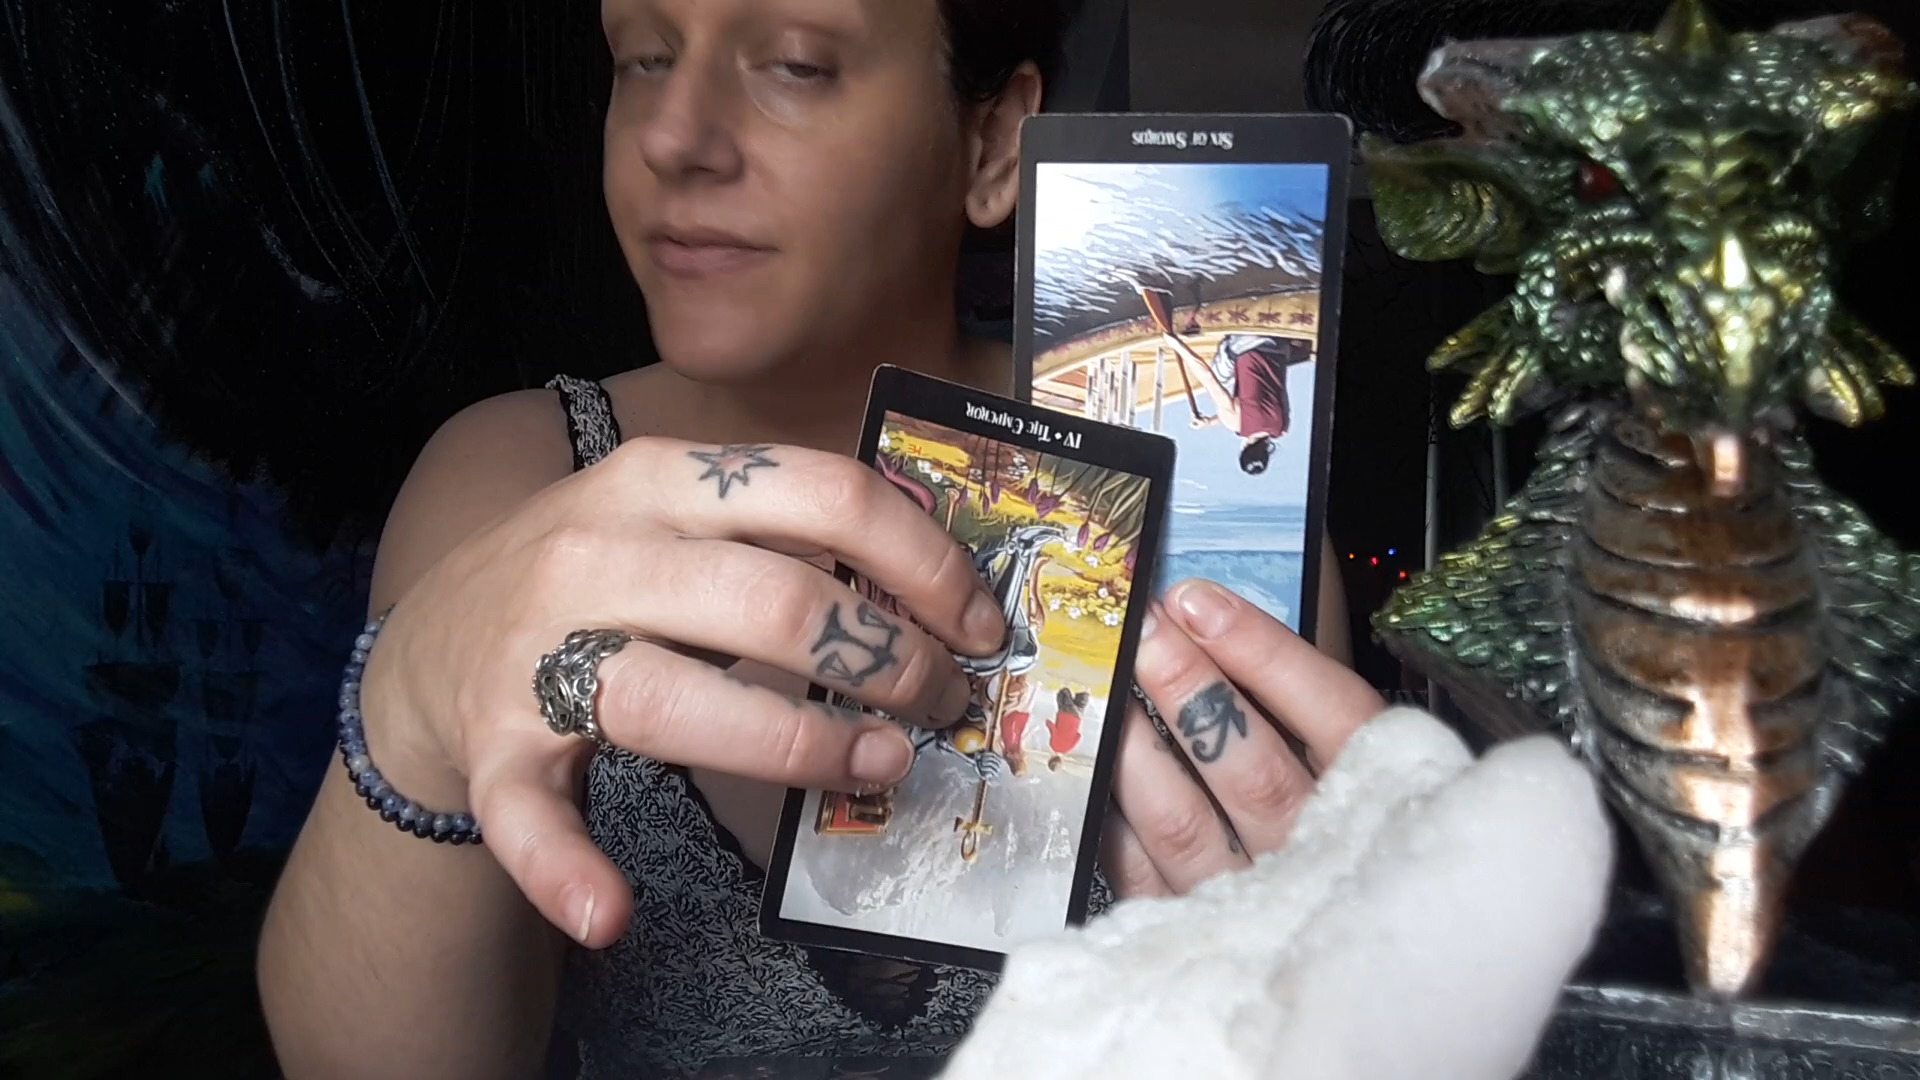 Six of Swords
IV • The Emperor